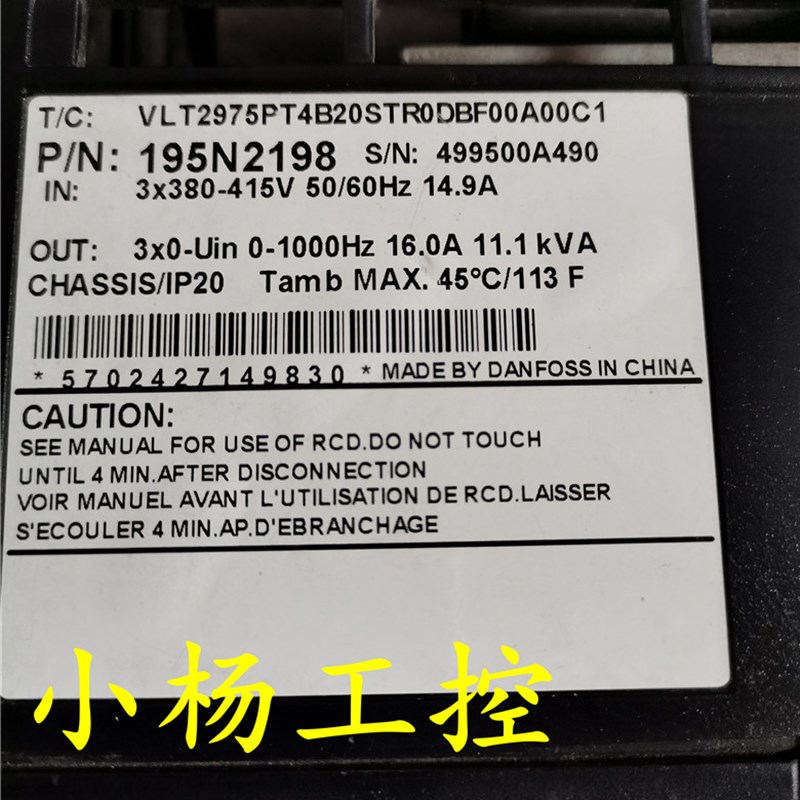 T/C: VLT2975PT4B20STR0DBF00A00C1
P/N: 195N2198 S/N: 499500A490
IN: 3x380-415V 50/60Hz 14.9A
OUT: 3x0-Uin 0-1000Hz 16.0A 11.1 kVA
CHASSIS/IP20 Tamb MAX. 45°C/113 F
* 5702427149830 * MADE BY DANFOSS IN CHINA
CAUTION:
SEE MANUAL FOR USE OF RCD.DO NOT TOUCH
UNTIL 4 MIN.AFTER DISCONNECTION
VOIR MANUEL AVANT L'UTILISATION DE RCD.LAISSER
S'ECOULER 4 MIN.AP.D'EBRANCHAGE
小杨工控